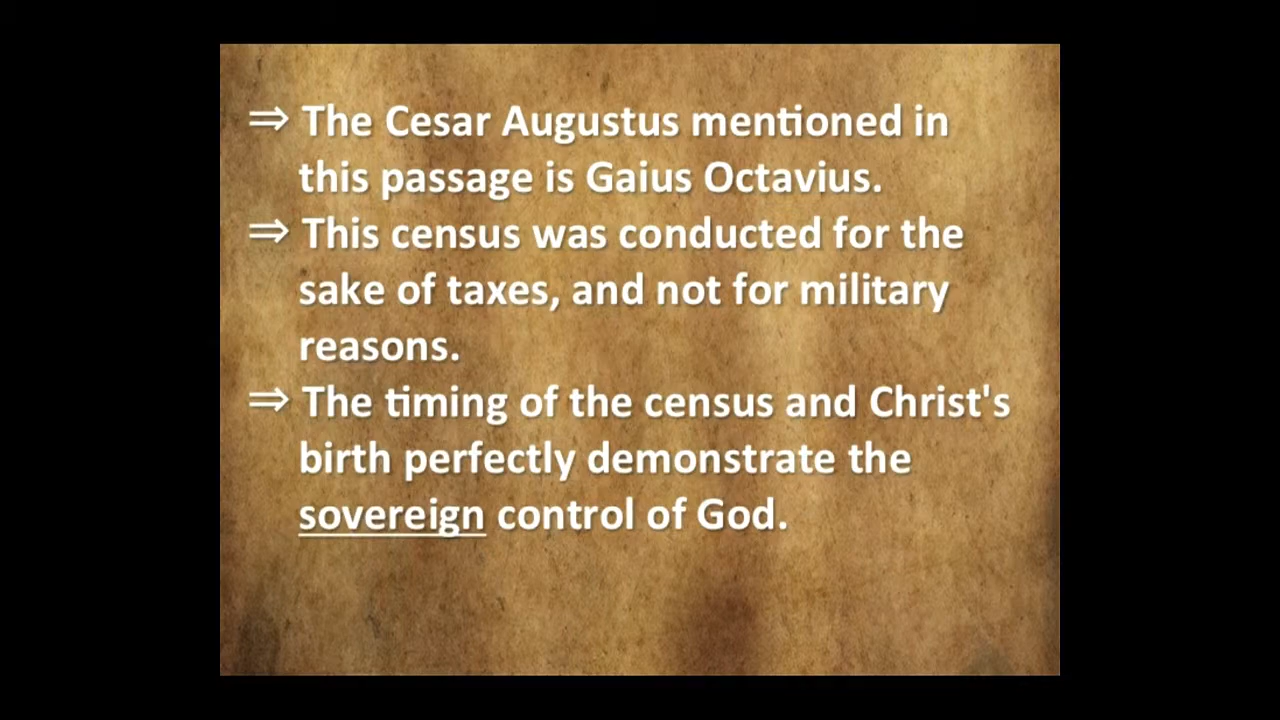 ⇒ The Cesar Augustus mentioned in
this passage is Gaius Octavius.
⇒ This census was conducted for the
sake of taxes, and not for military
reasons.
⇒ The timing of the census and Christ's
birth perfectly demonstrate the
sovereign control of God.